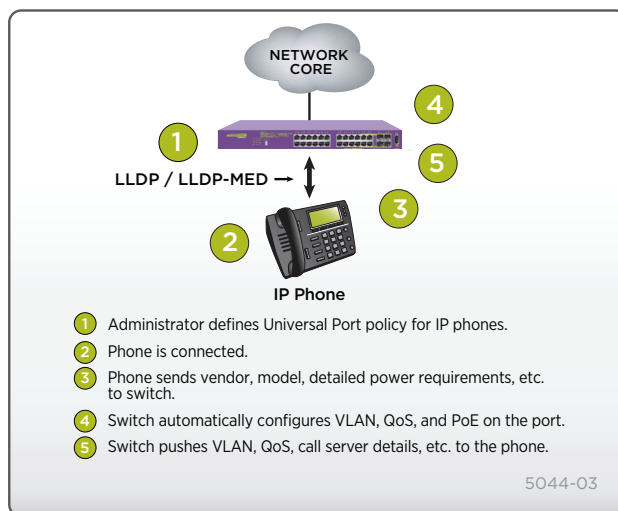 NETWORK
CORE
4
1
5
LLDP / LLDP-MED
3
2
IP Phone
1 Administrator defines Universal Port policy for IP phones.
2 Phone is connected.
3 Phone sends vendor, model, detailed power requirements, etc.
to switch.
4 Switch automatically configures VLAN, QoS, and PoE on the port.
5 Switch pushes VLAN, QoS, call server details, etc. to the phone.
5044-03